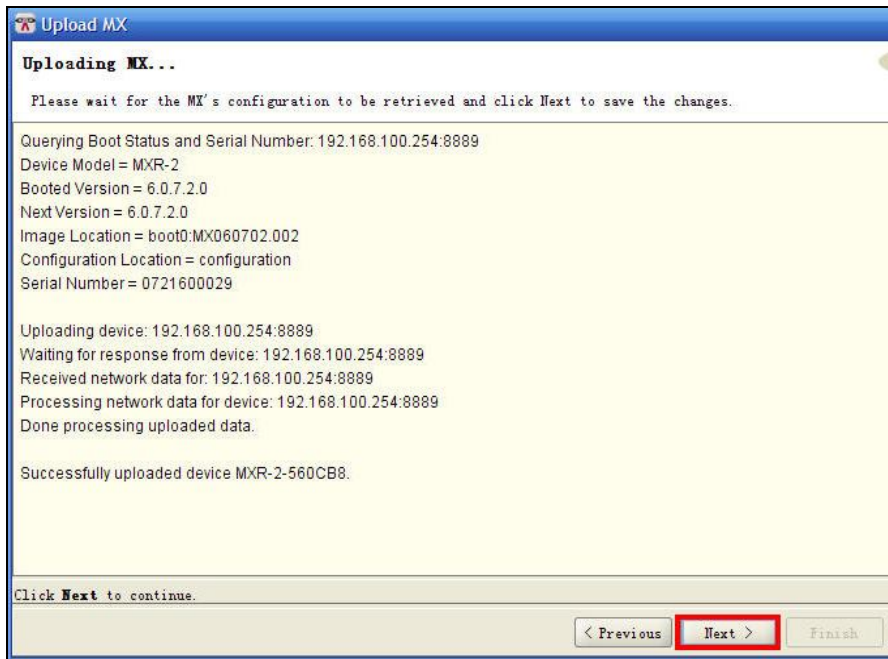 Upload MX
Uploading MX...
Please wait for the MX's configuration to be retrieved and click Next to save the changes.
Querying Boot Status and Serial Number: 192.168.100.254:8889
Device Model = MXR-2
Booted Version = 6.0.7.2.0
Next Version = 6.0.7.2.0
Image Location = boot0:MX060702.002
Configuration Location = configuration
Serial Number = 0721600029
Uploading device: 192.168.100.254:8889
Waiting for response from device: 192.168.100.254:8889
Received network data for: 192.168.100.254:8889
Processing network data for device: 192.168.100.254:8889
Done processing uploaded data.
Successfully uploaded device MXR-2-560CB8.
Click Next to continue.
< Previous Next > Finish